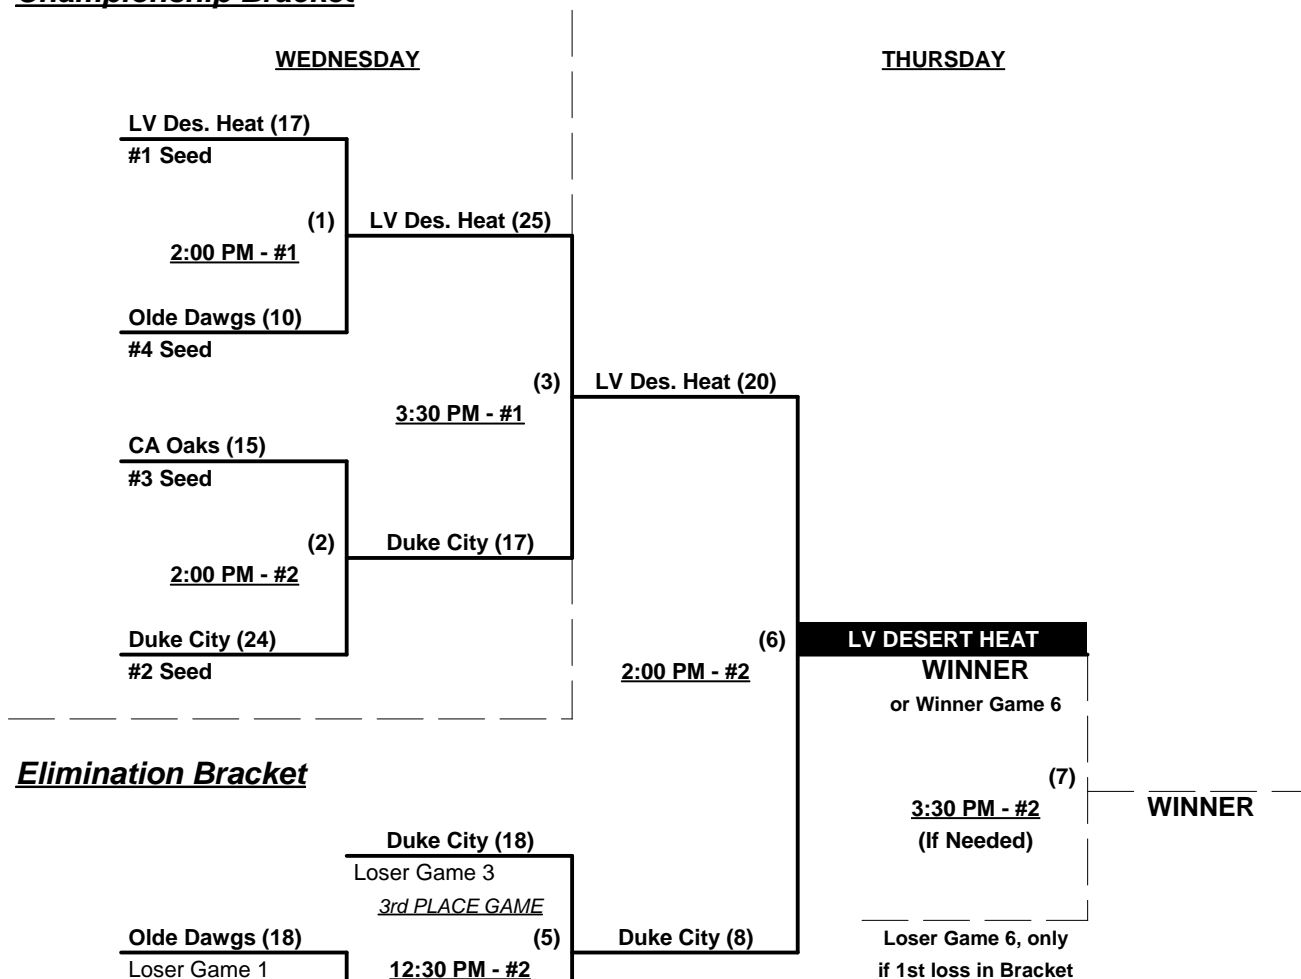 Championship Bracket
WEDNESDAY
THURSDAY
LV Des. Heat (17)
#1 Seed
(1)
LV Des. Heat (25)
2:00 PM - #1
Olde Dawgs (10)
#4 Seed
(3)
LV Des. Heat (20)
3:30 PM - #1
CA Oaks (15)
#3 Seed
(2)
Duke City (17)
2:00 PM - #2
Duke City (24)
#2 Seed
(6)
LV DESERT HEAT
2:00 PM - #2
WINNER
or Winner Game 6
Elimination Bracket
(7)
3:30 PM - #2
WINNER
(If Needed)
Duke City (18)
Loser Game 3
3rd PLACE GAME
Olde Dawgs (18)
(5)
Duke City (8)
Loser Game 6, only
Loser Game 1
12:30 PM - #2
if 1st loss in Bracket